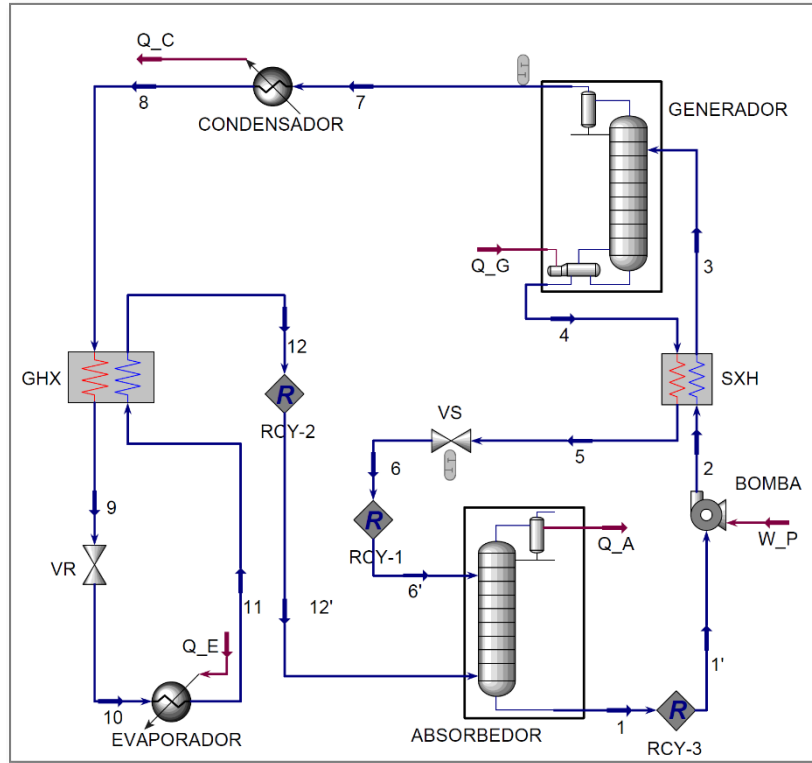 Q_C
8
CONDENSADOR
7
GENERADOR
Q_G
3
4
12
GHX
SXH
RCY-2
R
VS
6
5
2
BOMBA
W_P
9
R
RCY-1
Q_A
VR
11
6'
12'
1'
Q_E
10
EVAPORADOR
ABSORBEDOR
1
R
RCY-3